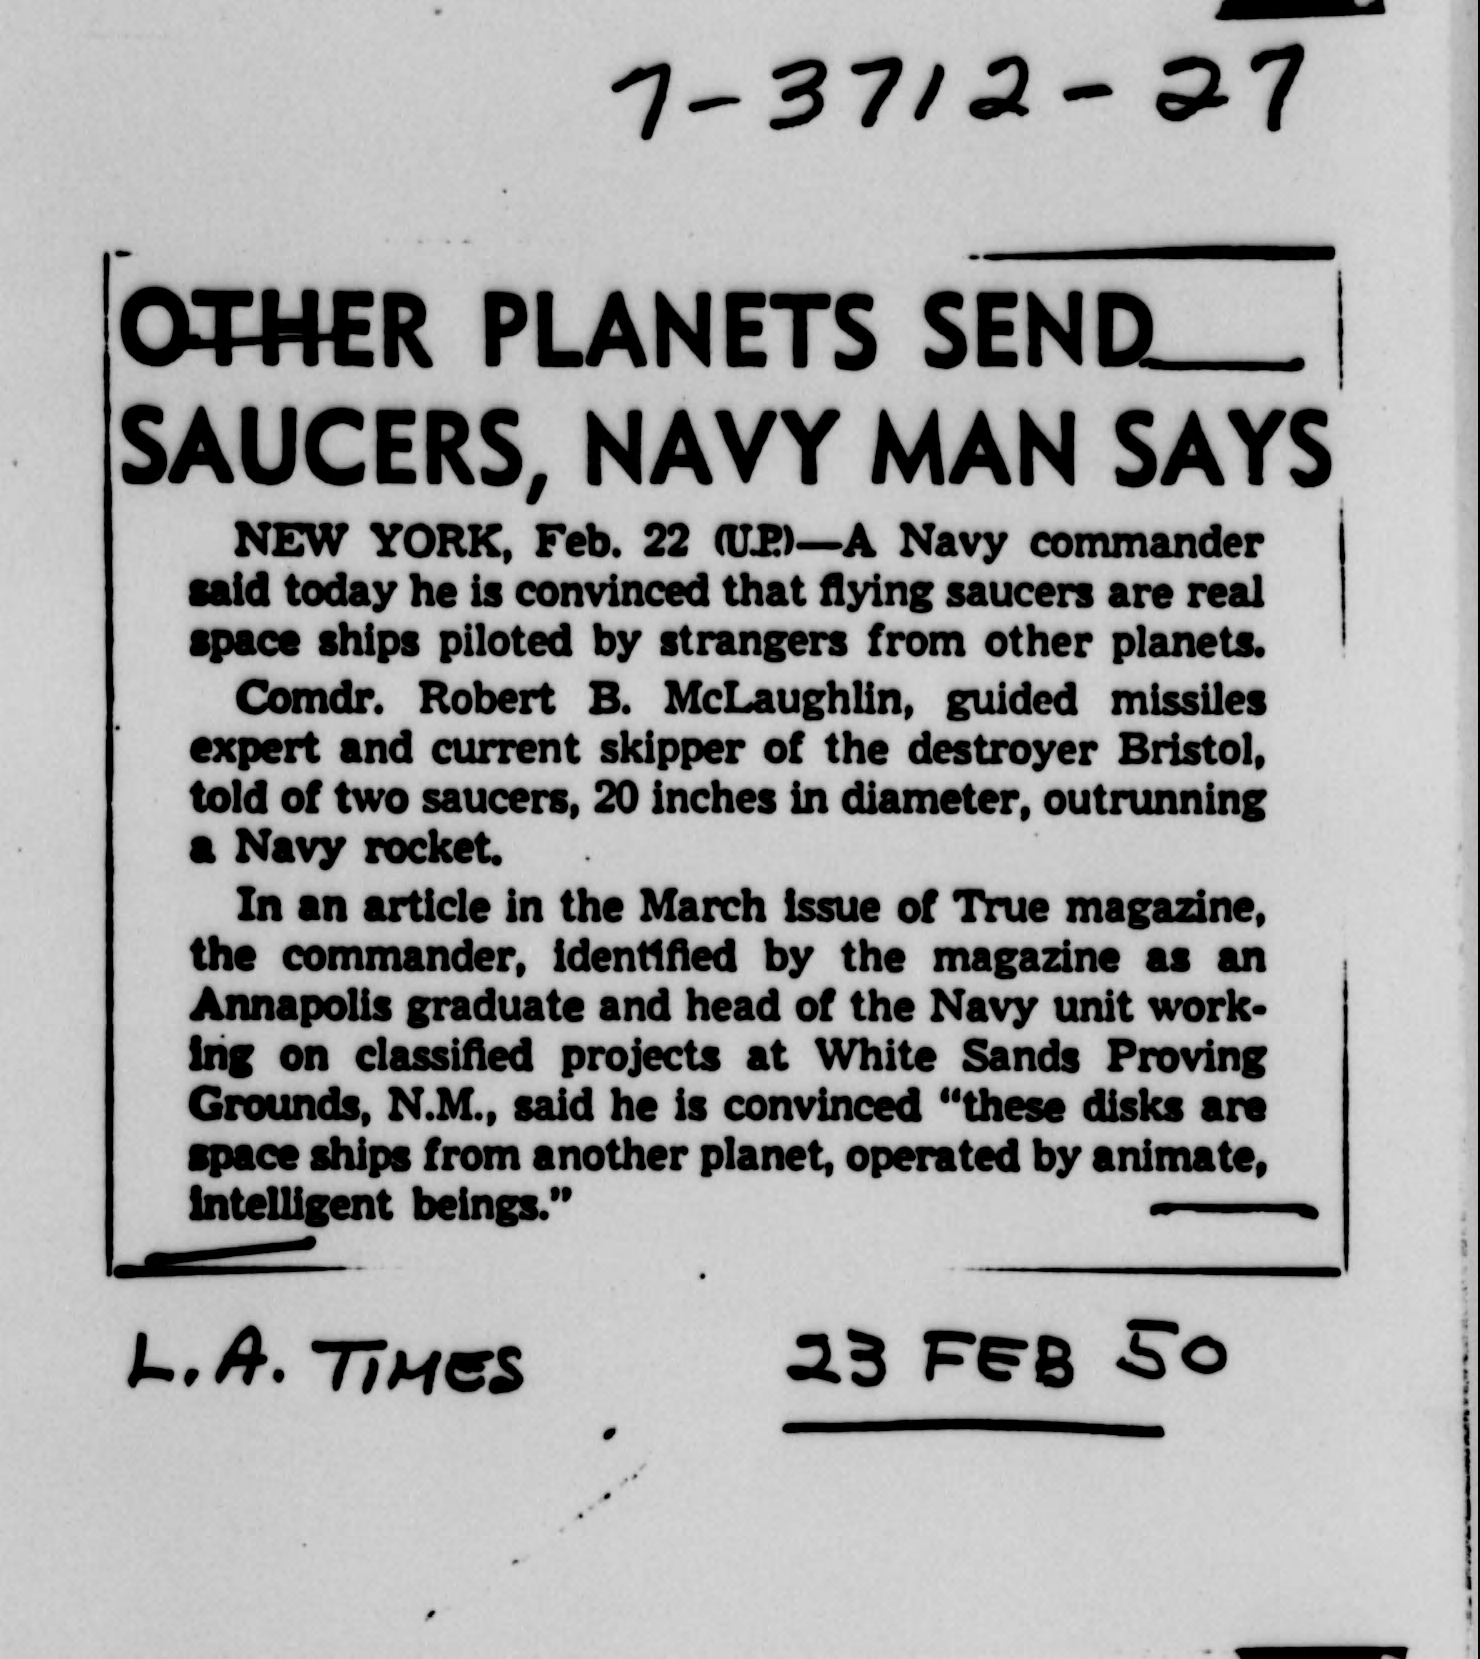 7-3712-27
OTHER PLANETS SEND
SAUCERS, NAVY MAN SAYS
NEW YORK, Feb. 22 (U.P.)—A Navy commander
said today he is convinced that flying saucers are real
space ships piloted by strangers from other planets.
Comdr. Robert B. McLaughlin, guided missiles
expert and current skipper of the destroyer Bristol,
told of two saucers, 20 inches in diameter, outrunning
a Navy rocket.
In an article in the March issue of True magazine,
the commander, identified by the magazine as an
Annapolis graduate and head of the Navy unit work-
ing on classified projects at White Sands Proving
Grounds, N.M., said he is convinced "these disks are
space ships from another planet, operated by animate,
intelligent beings."
L.A. TIMES 23 FEB 50